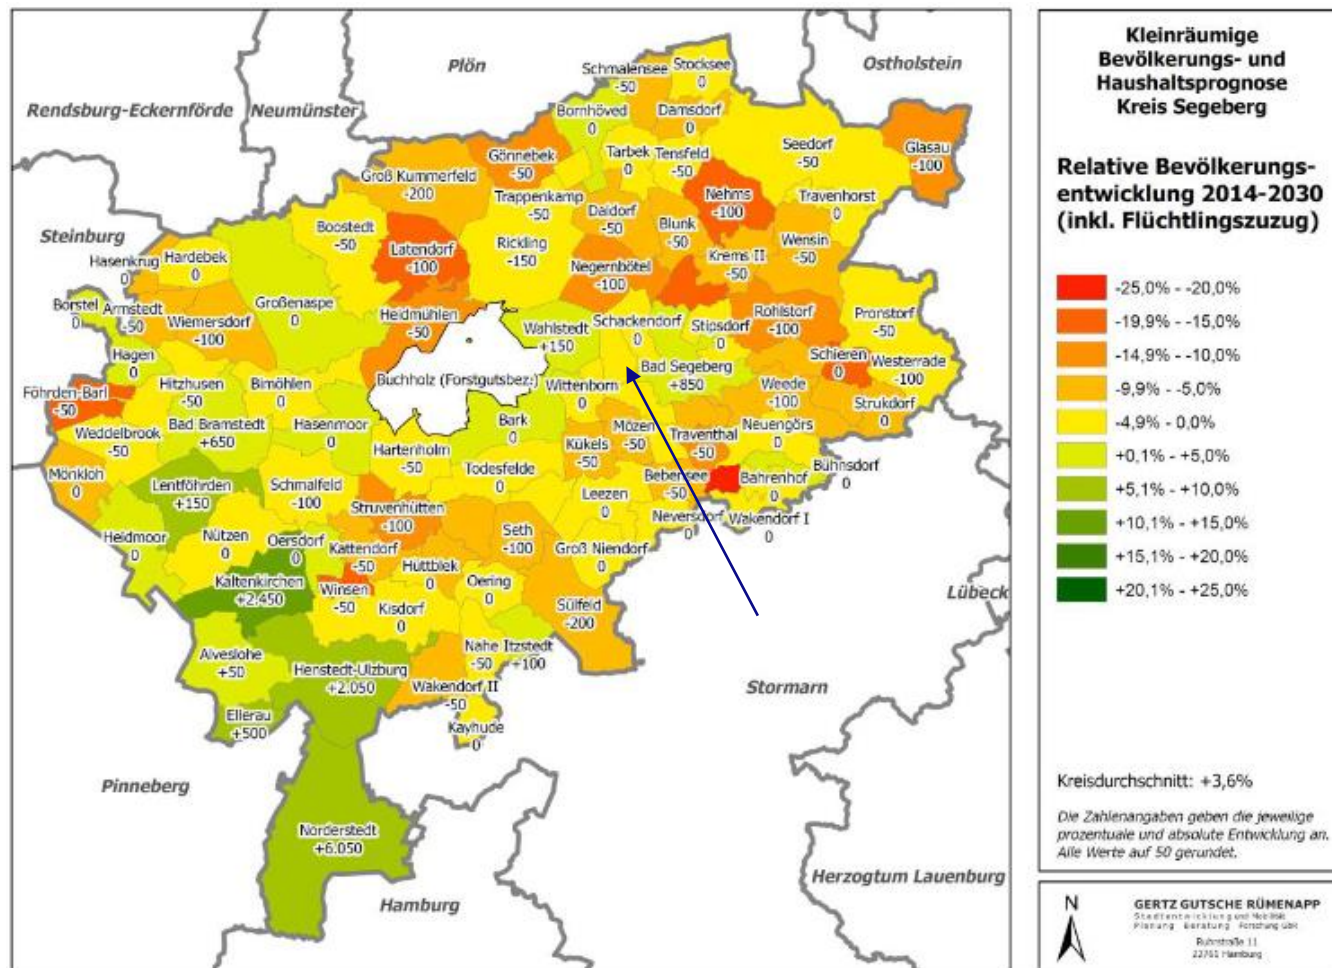 Plön
Ostholstein
Rendsburg-Eckernförde
Neumünster
Steinburg
Schmalensee
-50
Stocksee
0
Bornhöved
0
Damsdorf
0
Gönnebek
-50
Tarbek
0
Tensfeld
-50
Seedorf
-50
Glasau
-100
Groß Kummerfeld
-200
Trappenkamp
-50
Nehms
-100
Travenhorst
0
Boostedt
-50
Latendorf
-100
Rickling
-150
Daldorf
-50
Blunk
-50
Wensin
-50
Hasenkrug
0
Hardebek
0
Negernbötel
-100
Krems II
-50
Borstel
0
Armstedt
-50
Wiemersdorf
-100
Großenaspe
0
Heidmühlen
-50
Wahlstedt
+150
Schackendorf
0
Stipsdorf
0
Rohlstorf
-100
Pronstorf
-50
Hagen
0
Schieren
0
Westerrade
-100
Föhrden-Barl
-50
Hitzhusen
-50
Bimöhlen
0
Buchholz (Forstgutsbez.)
Wittenborn
0
Bad Segeberg
+850
Weede
-100
Strukdorf
0
Weddelbrook
-50
Bad Bramstedt
+650
Hasenmoor
0
Bark
0
Mözen
-50
Kükels
-50
Traventhal
-50
Neuengörs
0
Mönkloh
0
Hartenholm
-50
Todesfelde
0
Bebensee
-50
Bahrenhof
0
Bühnsdorf
0
Lentföhrden
+150
Schmalfeld
-100
Struvenhütten
-100
Leezen
0
Neversdorf
0
Wakendorf I
0
Heidmoor
0
Nützen
0
Oersdorf
0
Kattendorf
-50
Seth
-100
Groß Niendorf
0
Kaltenkirchen
+2.450
Winsen
-50
Hüttblek
0
Oering
0
Kisdorf
0
Sülfeld
-200
Alveslohe
+50
Henstedt-Ulzburg
+2.050
Nahe
-50
Itzstedt
+100
Wakendorf II
-50
Ellerau
+500
Kayhude
0
Norderstedt
+6.050
Pinneberg
Hamburg
Stormarn
Lübeck
Herzogtum Lauenburg
Kleinräumige
Bevölkerungs- und
Haushaltsprognose
Kreis Segeberg
Relative Bevölkerungs-
entwicklung 2014-2030
(inkl. Flüchtlingszuzug)
-25,0% - -20,0%
-19,9% - -15,0%
-14,9% - -10,0%
-9,9% - -5,0%
-4,9% - 0,0%
+0,1% - +5,0%
+5,1% - +10,0%
+10,1% - +15,0%
+15,1% - +20,0%
+20,1% - +25,0%
Kreisdurchschnitt: +3,6%
Die Zahlenangaben geben die jeweilige
prozentuale und absolute Entwicklung an.
Alle Werte auf 50 gerundet.
N
GERTZ GUTSCHE RÜMENAPP
Stadtentwicklung und Mobilität
Planung Beratung Forschung GbR
Ruhrstraße 11
22761 Hamburg